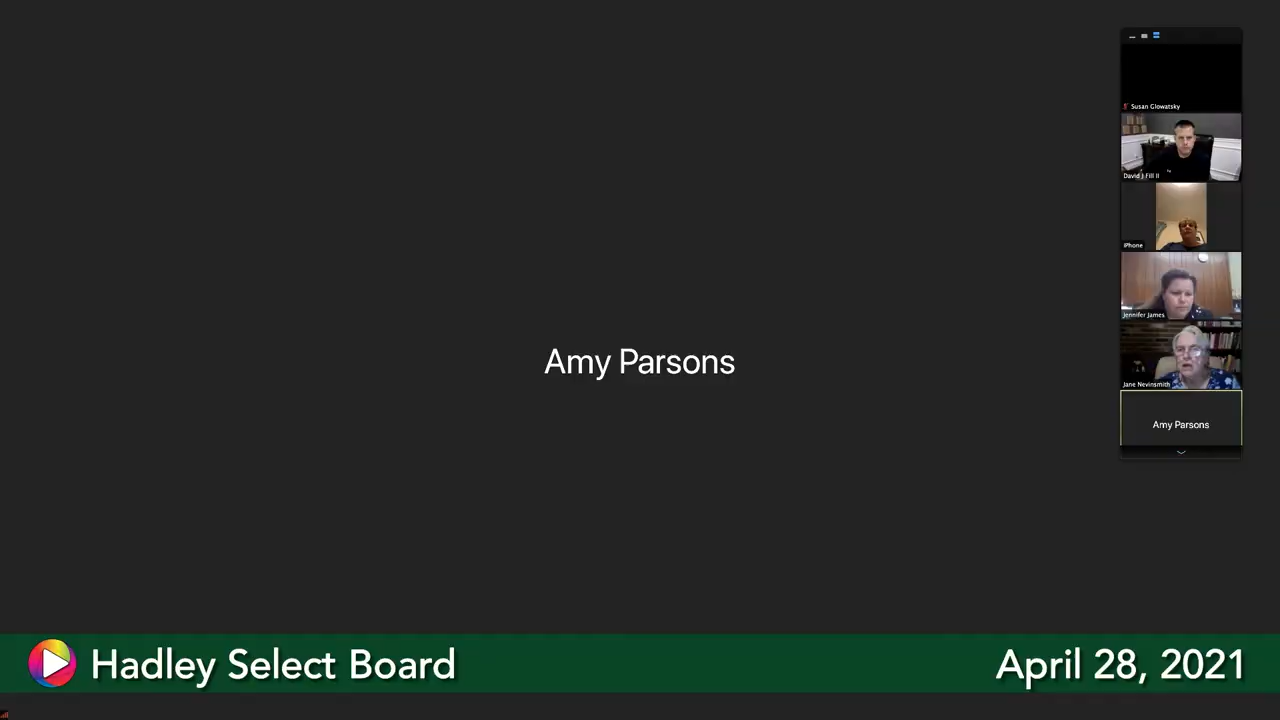 Susan Glowatsky
David J Fill II
iPhone
Jennifer James
Jane Nevinsmith
Amy Parsons
Amy Parsons
Hadley Select Board
April 28, 2021